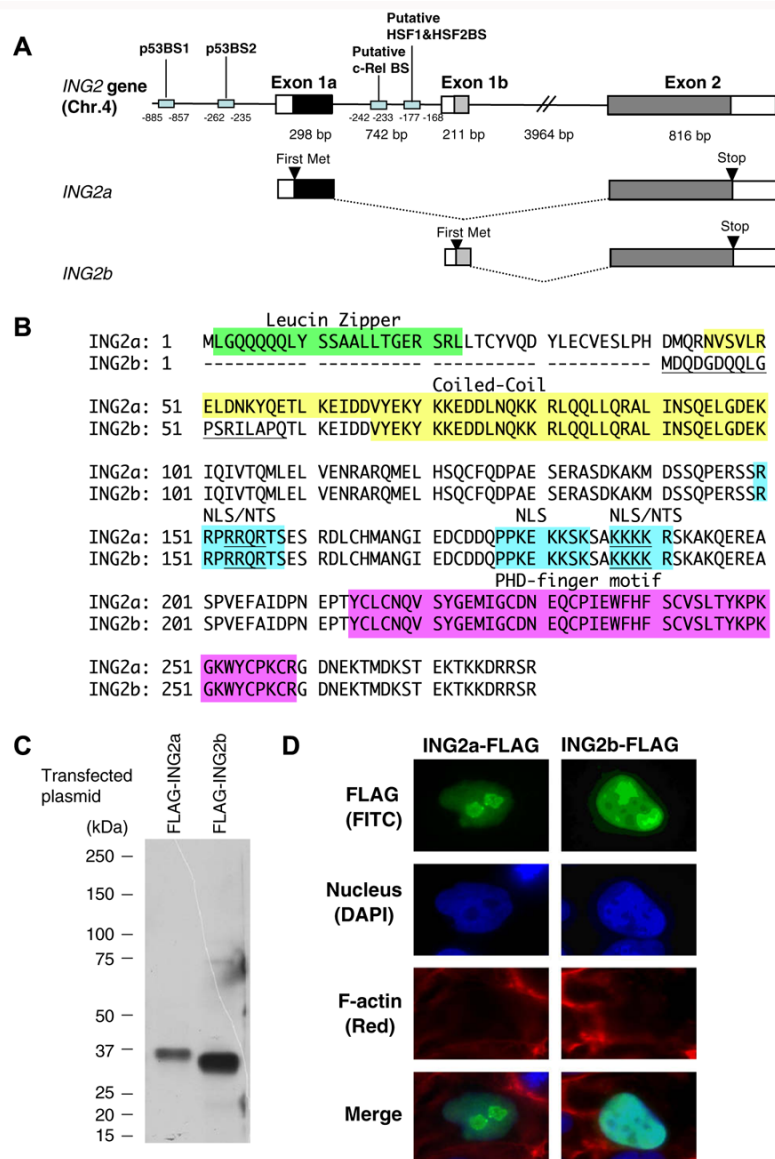 A
p53BS1 p53BS2 Putative HSF1&HSF2BS
Putative c-Rel BS
ING2 gene (Chr.4)
Exon 1a Exon 1b Exon 2
-885 -857 -262 -235 -242 -233 -177 -168
298 bp 742 bp 211 bp 3964 bp 816 bp
First Met Stop
ING2a
First Met Stop
ING2b
B
Leucin Zipper
ING2a: 1 MLGQQQQQLY SSAALLTGER SRLLTCYVQD YLECVESLPH DMQRNVSVLR
ING2b: 1 ---------- ---------- ---------- ---------- MDQDGDQQLG
Coiled-Coil
ING2a: 51 ELDNKYQETL KEIDDVYEKY KKEDDLNQKK RLQQLLQRAL INSQELGDEK
ING2b: 51 PSRILAPQTL KEIDDVYEKY KKEDDLNQKK RLQQLLQRAL INSQELGDEK
ING2a: 101 IQIVTQMLEL VENRARQMEL HSQCFQDPAE SERASDKAKM DSSQPERSSR
ING2b: 101 IQIVTQMLEL VENRARQMEL HSQCFQDPAE SERASDKAKM DSSQPERSSR
NLS/NTS NLS NLS/NTS
ING2a: 151 RPRRQRTSES RDLCHMANGI EDCDDQPPKE KKSKSAKKKK RSKAKQEREA
ING2b: 151 RPRRQRTSES RDLCHMANGI EDCDDQPPKE KKSKSAKKKK RSKAKQEREA
PHD-finger motif
ING2a: 201 SPVEFAIDPN EPTYCLCNQV SYGEMIGCDN EQCPIEWFHF SCVSLTYKPK
ING2b: 201 SPVEFAIDPN EPTYCLCNQV SYGEMIGCDN EQCPIEWFHF SCVSLTYKPK
ING2a: 251 GKWYCPKCRG DNEKTMDKST EKTKKDRRSR
ING2b: 251 GKWYCPKCRG DNEKTMDKST EKTKKDRRSR
C
Transfected plasmid
FLAG-ING2a
FLAG-ING2b
(kDa)
250
150
100
75
50
37
25
20
15
D
ING2a-FLAG ING2b-FLAG
FLAG
(FITC)
Nucleus
(DAPI)
F-actin
(Red)
Merge